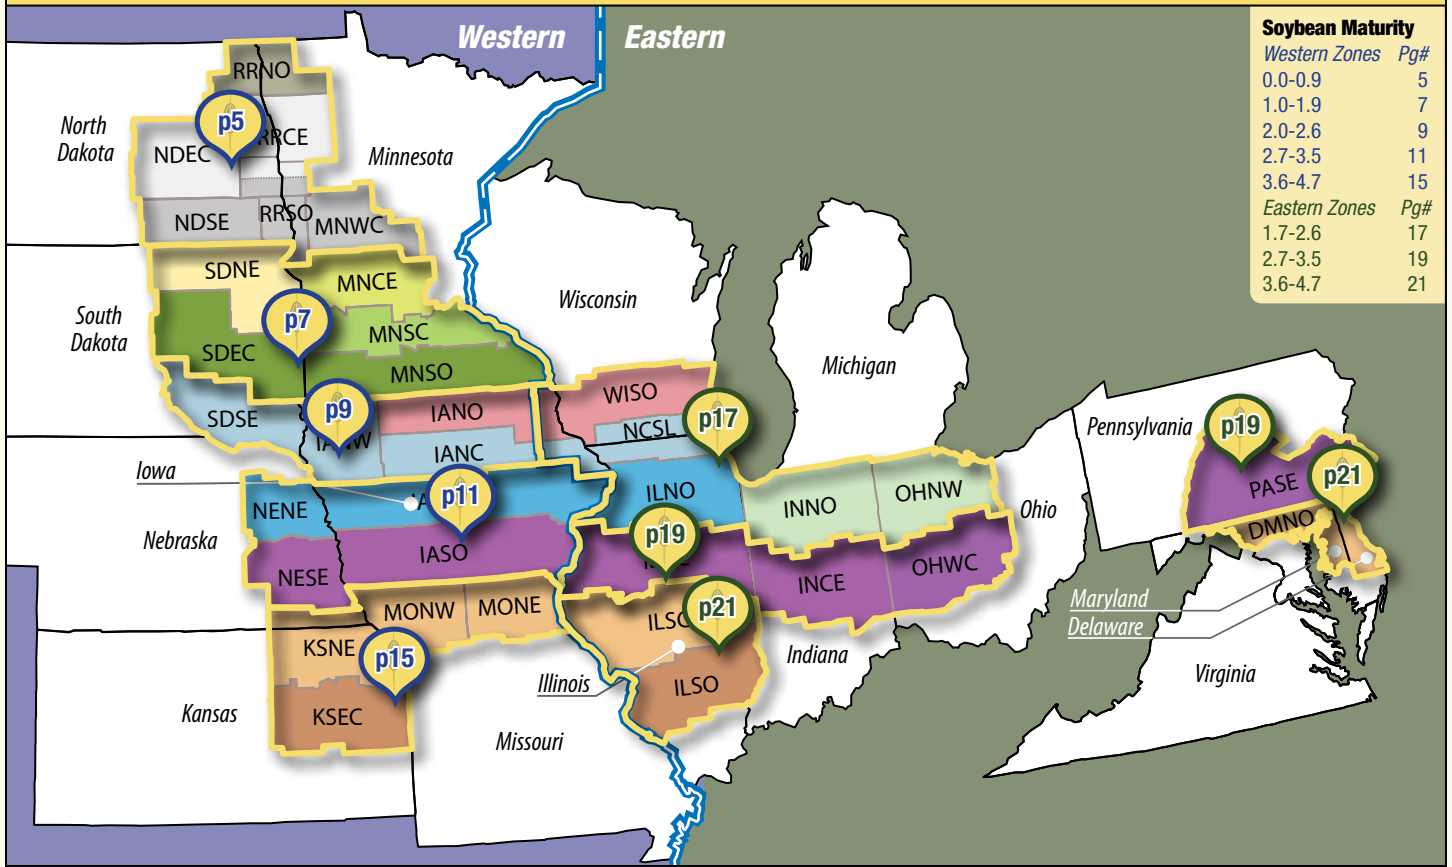 Western
Eastern
Soybean Maturity
Western Zones Pg#
0.0-0.9 5
1.0-1.9 7
2.0-2.6 9
2.7-3.5 11
3.6-4.7 15
Eastern Zones Pg#
1.7-2.6 17
2.7-3.5 19
3.6-4.7 21
RRNO
North
Dakota
p5
RRCE
NDEC
Minnesota
NDSE
RRSO
MNWC
SDNE
MNCE
South
Dakota
p7
MNSC
SDEC
MNSO
Wisconsin
Michigan
SDSE
p9
IANO
IANC
WISO
NCSL
p17
Iowa
NENE
p11
ILNO
INNO
OHNW
Ohio
Pennsylvania
p19
PASE
p21
DMNO
Nebraska
NESE
IASO
p19
INCE
OHWC
MONW
MONE
KSNE
p15
KSEC
Kansas
Missouri
Illinois
p21
ILSO
Indiana
Maryland
Delaware
Virginia